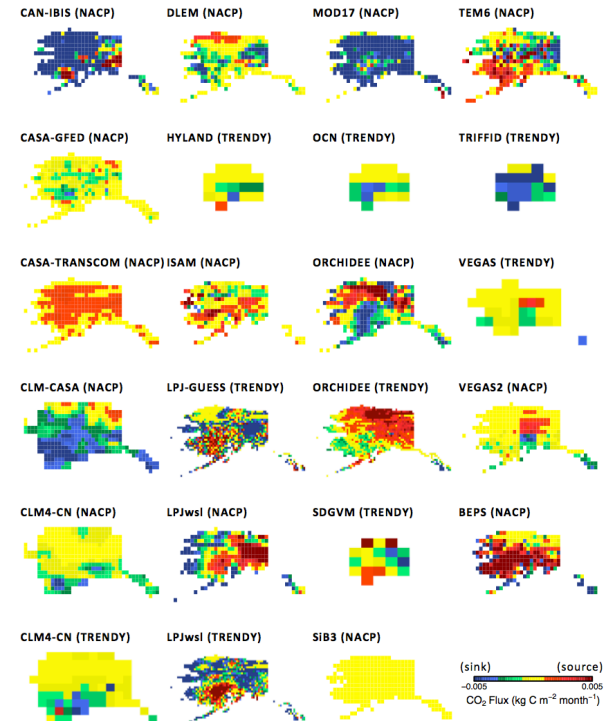 CAN-IBIS (NACP) DLEM (NACP) MOD17 (NACP) TEM6 (NACP)
CASA-GFED (NACP) HYLAND (TRENDY) OCN (TRENDY) TRIFFID (TRENDY)
CASA-TRANSCOM (NACP) ISAM (NACP) ORCHIDEE (NACP) VEGAS (TRENDY)
CLM-CASA (NACP) LPJ-GUESS (TRENDY) ORCHIDEE (TRENDY) VEGAS2 (NACP)
CLM4-CN (NACP) LPJwsl (NACP) SDGVM (TRENDY) BEPS (NACP)
CLM4-CN (TRENDY) LPJwsl (TRENDY) SiB3 (NACP)
(sink) (source)
−0.005 0.005
CO₂ Flux (kg C m⁻² month⁻¹)